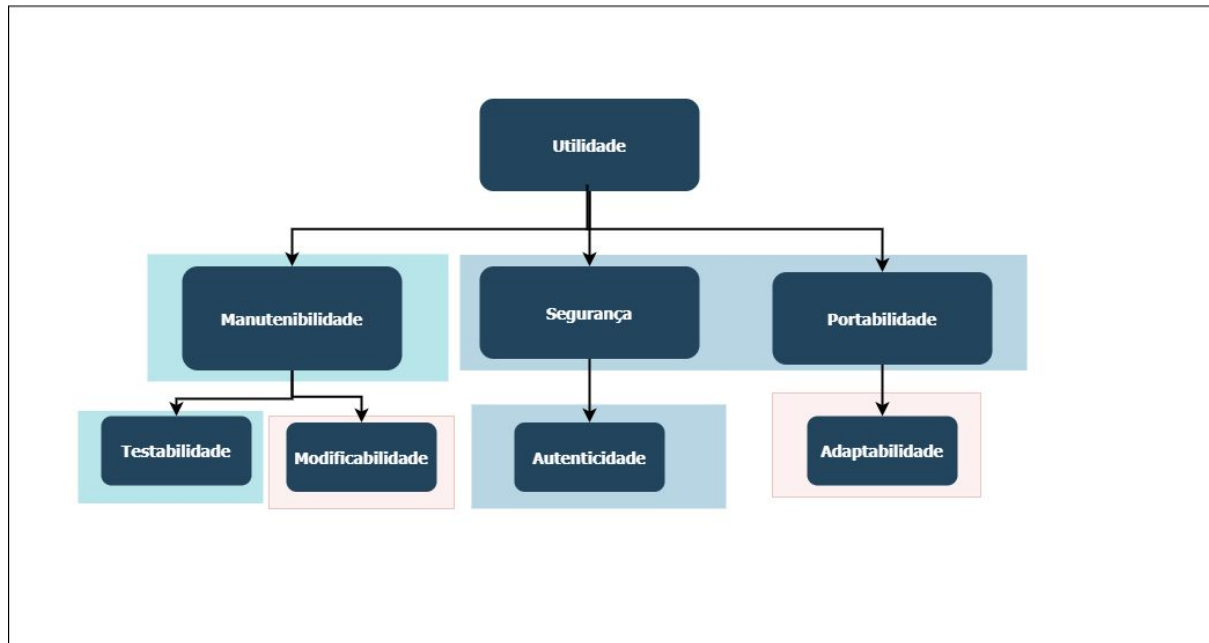 Utilidade
Manutenibilidade
Segurança
Portabilidade
Testabilidade
Modificabilidade
Autenticidade
Adaptabilidade